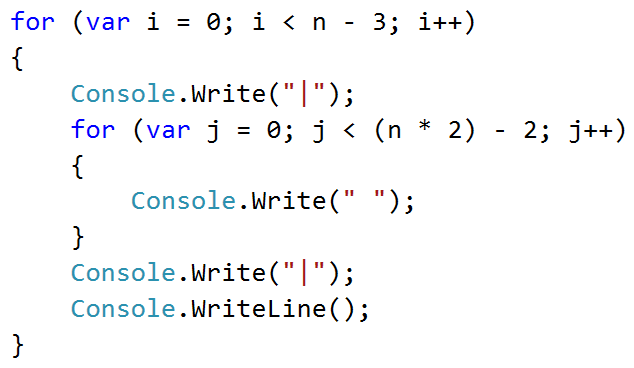 for (var i = 0; i < n - 3; i++)
{
    Console.Write("|");
    for (var j = 0; j < (n * 2) - 2; j++)
    {
        Console.Write(" ");
    }
    Console.Write("|");
    Console.WriteLine();
}